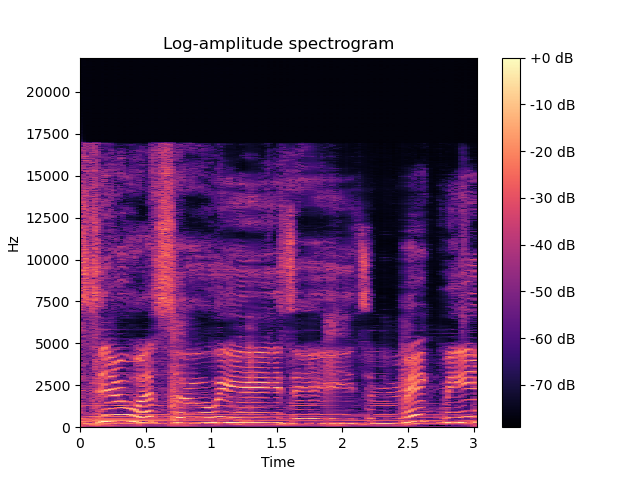 Log-amplitude spectrogram
+0 dB
20000
-10 dB
17500
-20 dB
15000
-30 dB
12500
Hz
10000
-40 dB
7500
-50 dB
5000
-60 dB
2500
-70 dB
0
0 0.5 1 1.5 2 2.5 3
Time